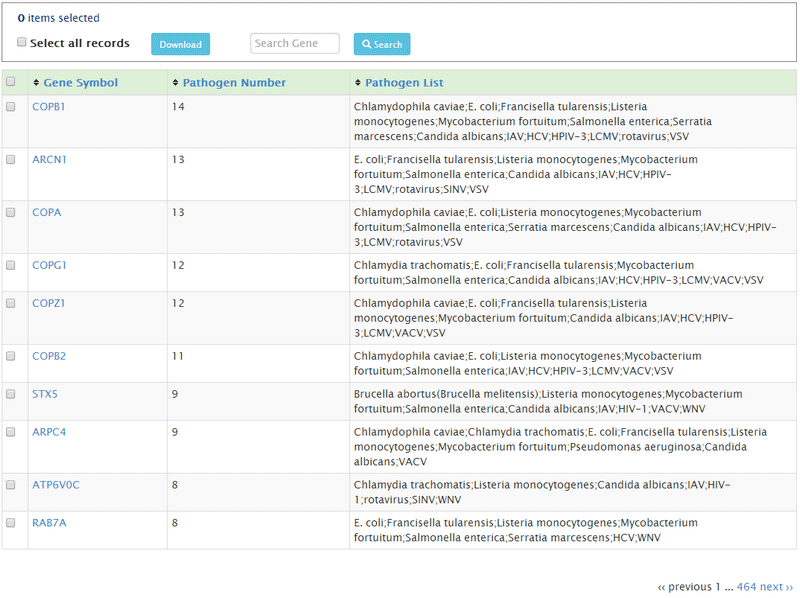 0 items selected
Select all records Download Search Gene Search
Gene Symbol Pathogen Number Pathogen List
COPB1 14 Chlamydophila caviae;E. coli;Francisella tularensis;Listeria
monocytogenes;Mycobacterium fortuitum;Salmonella enterica;Serratia
marcescens;Candida albicans;IAV;HCV;HPIV-3;LCMV;rotavirus;VSV
ARCN1 13 E. coli;Francisella tularensis;Listeria monocytogenes;Mycobacterium
fortuitum;Salmonella enterica;Candida albicans;IAV;HCV;HPIV-
3;LCMV;rotavirus;SINV;VSV
COPA 13 Chlamydophila caviae;E. coli;Listeria monocytogenes;Mycobacterium
fortuitum;Salmonella enterica;Serratia marcescens;Candida albicans;IAV;HCV;HPIV-
3;LCMV;rotavirus;VSV
COPG1 12 Chlamydia trachomatis;E. coli;Francisella tularensis;Mycobacterium
fortuitum;Salmonella enterica;Candida albicans;IAV;HCV;HPIV-3;LCMV;VACV;VSV
COPZ1 12 Chlamydophila caviae;E. coli;Francisella tularensis;Listeria
monocytogenes;Mycobacterium fortuitum;Candida albicans;IAV;HCV;HPIV-
3;LCMV;VACV;VSV
COPB2 11 Chlamydophila caviae;E. coli;Listeria monocytogenes;Mycobacterium
fortuitum;Salmonella enterica;IAV;HCV;HPIV-3;LCMV;VACV;VSV
STX5 9 Brucella abortus(Brucella melitensis);Listeria monocytogenes;Mycobacterium
fortuitum;Salmonella enterica;Candida albicans;IAV;HIV-1;VACV;WNV
ARPC4 9 Chlamydophila caviae;Chlamydia trachomatis;E. coli;Francisella tularensis;Listeria
monocytogenes;Mycobacterium fortuitum;Pseudomonas aeruginosa;Candida
albicans;VACV
ATP6V0C 8 Chlamydia trachomatis;Listeria monocytogenes;Candida albicans;IAV;HIV-
1;rotavirus;SINV;WNV
RAB7A 8 E. coli;Francisella tularensis;Listeria monocytogenes;Mycobacterium
fortuitum;Salmonella enterica;Serratia marcescens;HCV;WNV
‹‹ previous 1 ... 464 next ››